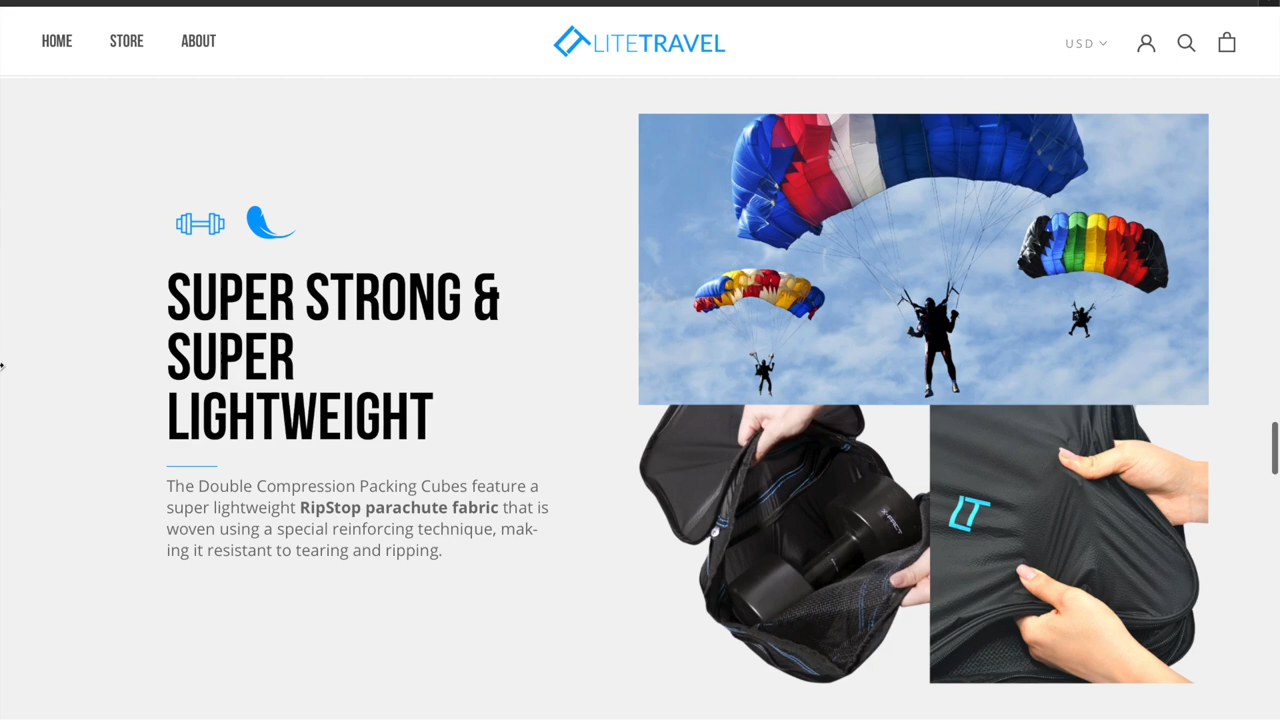 HOME
STORE
ABOUT
LITETRAVEL
USD
SUPER STRONG &
SUPER
LIGHTWEIGHT
The Double Compression Packing Cubes feature a
super lightweight RipStop parachute fabric that is
woven using a special reinforcing technique, mak-
ing it resistant to tearing and ripping.
LT